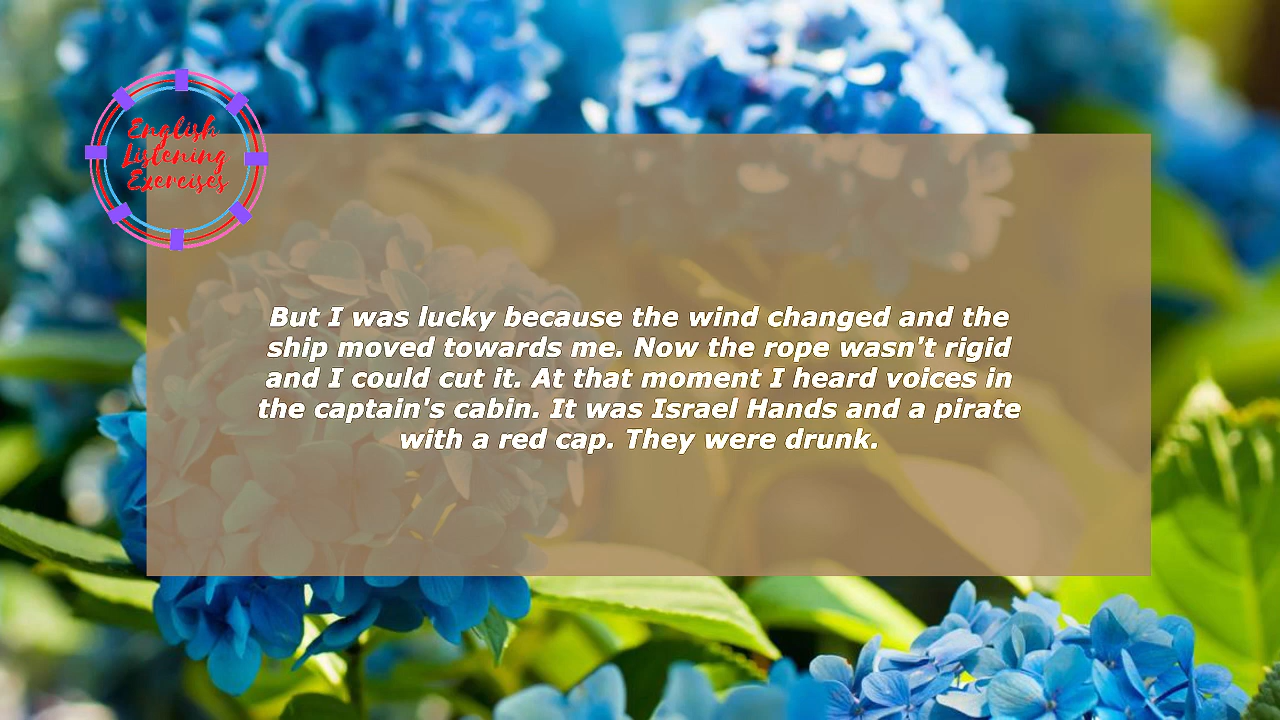 English
Listening
Exercises
But I was lucky because the wind changed and the
ship moved towards me. Now the rope wasn't rigid
and I could cut it. At that moment I heard voices in
the captain's cabin. It was Israel Hands and a pirate
with a red cap. They were drunk.